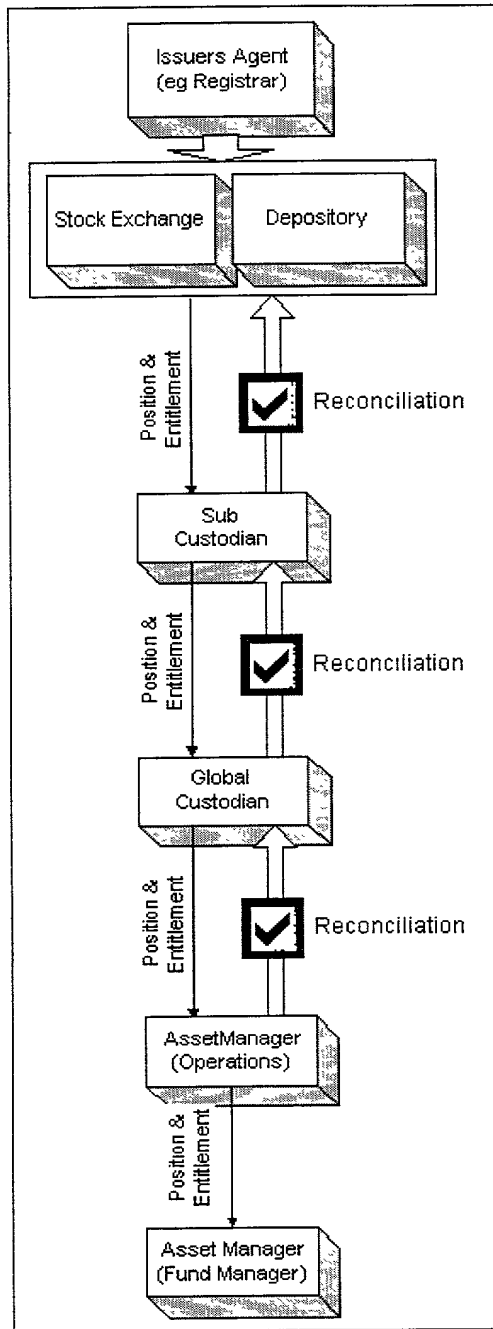 Issuers Agent
(eg Registrar)
Stock Exchange
Depository
Position &
Entitlement
Reconciliation
Sub
Custodian
Position &
Entitlement
Reconciliation
Global
Custodian
Position &
Entitlement
Reconciliation
AssetManager
(Operations)
Position &
Entitlement
Asset Manager
(Fund Manager)